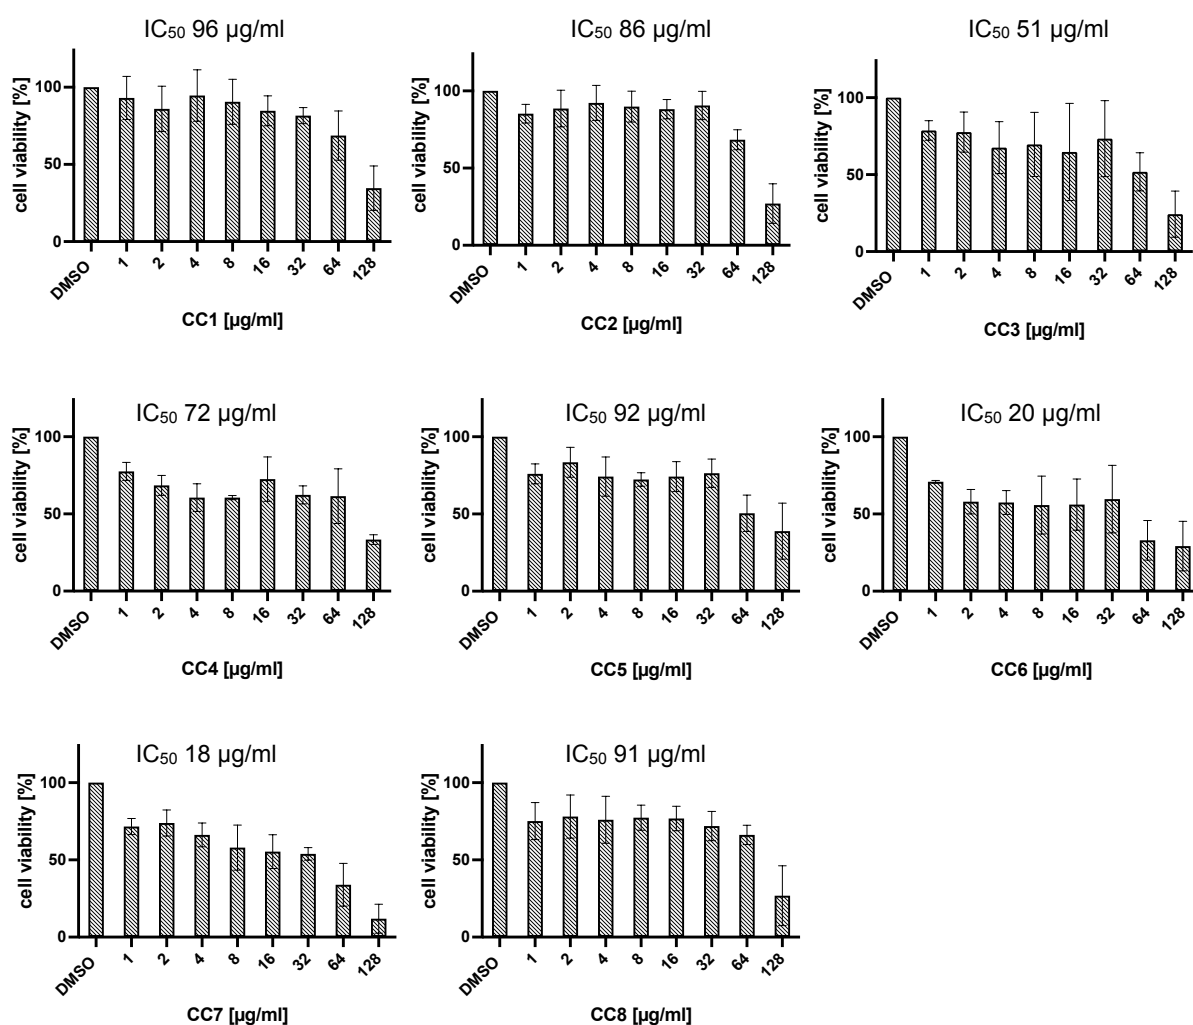 IC₅₀ 96 µg/ml
cell viability [%]
100
50
0
DMSO 1 2 4 8 16 32 64 128
CC1 [µg/ml]
IC₅₀ 86 µg/ml
cell viability [%]
100
50
0
DMSO 1 2 4 8 16 32 64 128
CC2 [µg/ml]
IC₅₀ 51 µg/ml
cell viability [%]
100
50
0
DMSO 1 2 4 8 16 32 64 128
CC3 [µg/ml]
IC₅₀ 72 µg/ml
cell viability [%]
100
50
0
DMSO 1 2 4 8 16 32 64 128
CC4 [µg/ml]
IC₅₀ 92 µg/ml
cell viability [%]
100
50
0
DMSO 1 2 4 8 16 32 64 128
CC5 [µg/ml]
IC₅₀ 20 µg/ml
cell viability [%]
100
50
0
DMSO 1 2 4 8 16 32 64 128
CC6 [µg/ml]
IC₅₀ 18 µg/ml
cell viability [%]
100
50
0
DMSO 1 2 4 8 16 32 64 128
CC7 [µg/ml]
IC₅₀ 91 µg/ml
cell viability [%]
100
50
0
DMSO 1 2 4 8 16 32 64 128
CC8 [µg/ml]